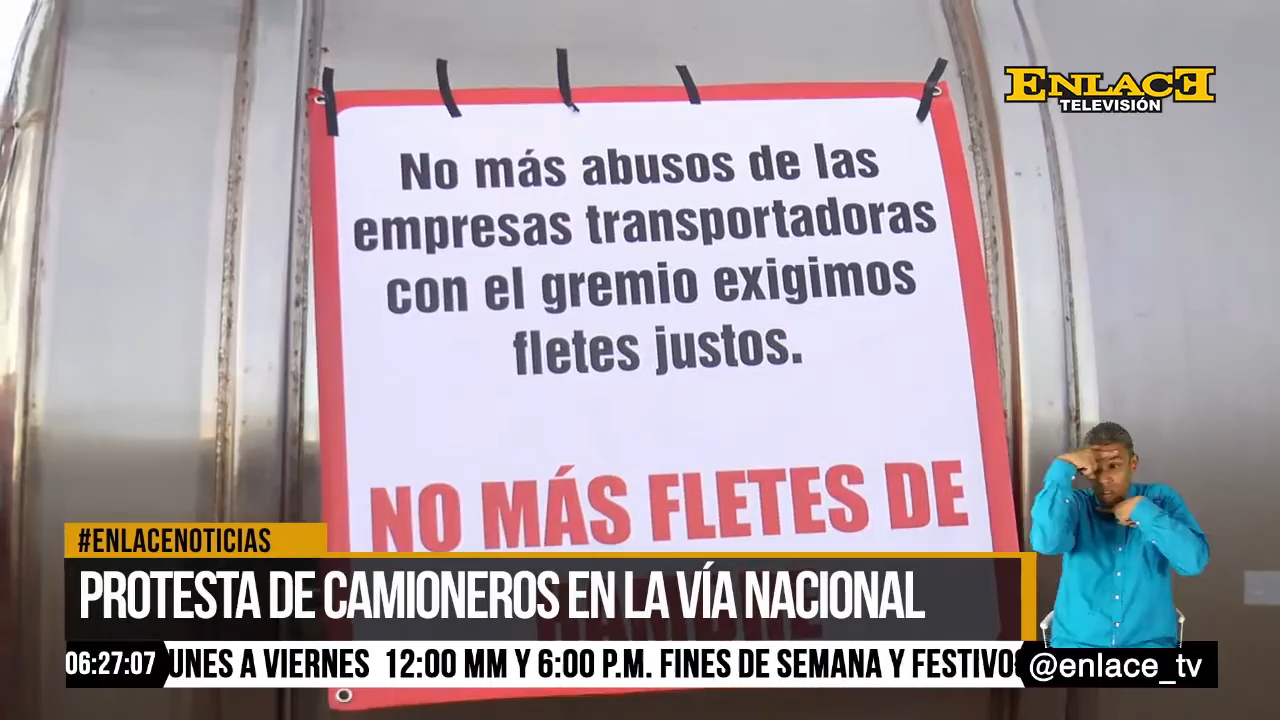 ENLACE
TELEVISIÓN
No más abusos de las
empresas transportadoras
con el gremio exigimos
fletes justos.
NO MÁS FLETES DE
#ENLACENOTICIAS
PROTESTA DE CAMIONEROS EN LA VÍA NACIONAL
06:27:07 UNES A VIERNES 12:00 MM Y 6:00 P.M. FINES DE SEMANA Y FESTIVOS @enlace_tv